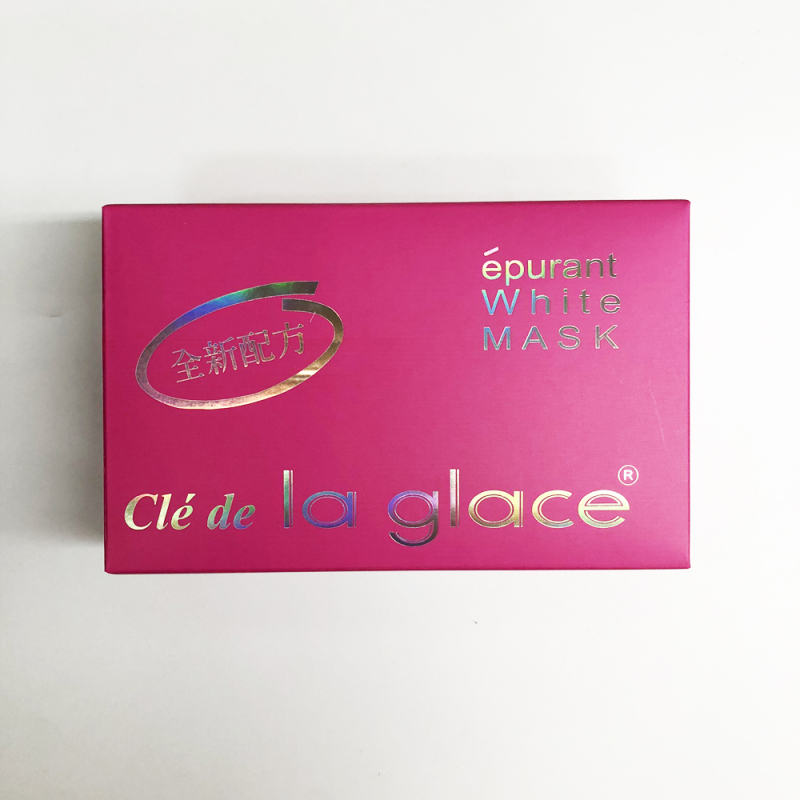 épurant
White
MASK
全新配方
Clé de la glace®